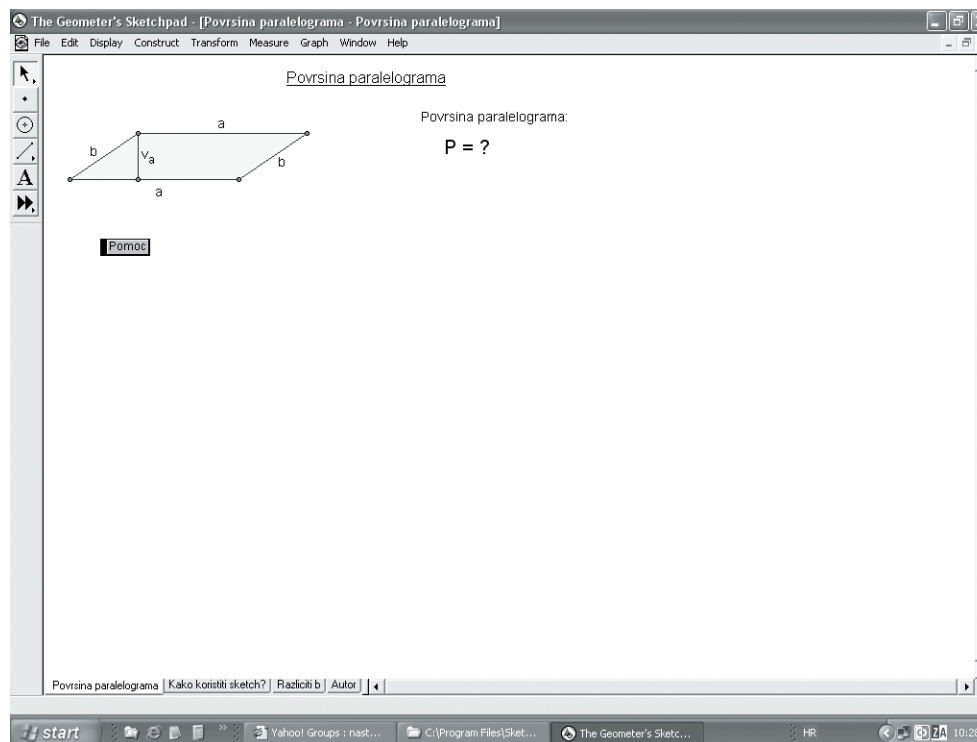 The Geometer's Sketchpad - [Povrsina paralelograma - Povrsina paralelograma]
File Edit Display Construct Transform Measure Graph Window Help
Povrsina paralelograma
Povrsina paralelograma:
P = ?
a
b
va
b
a
A
Pomoc
Povrsina paralelograma Kako koristiti sketch? Razliciti b Autor
start Yahoo! Groups : nast... C:\Program Files\Sket... The Geometer's Sketc... HR